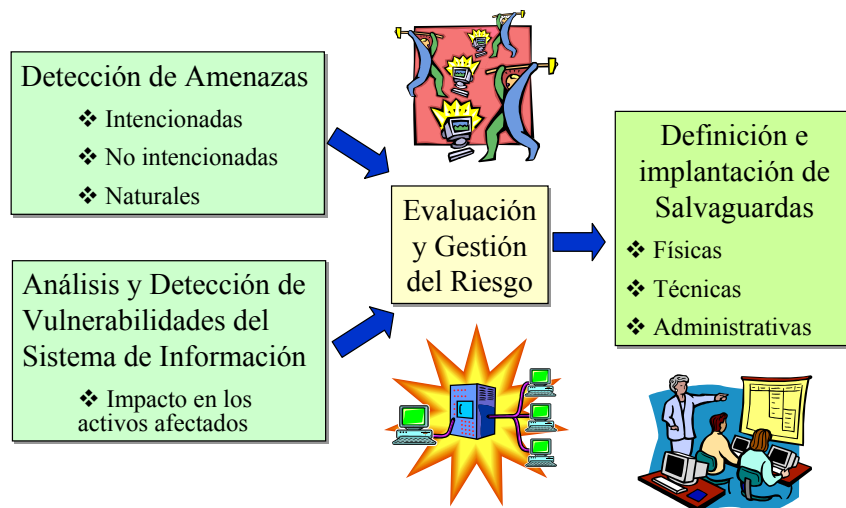 Detección de Amenazas
❖ Intencionadas
❖ No intencionadas
❖ Naturales
Análisis y Detección de
Vulnerabilidades del
Sistema de Información
❖ Impacto en los
activos afectados
Evaluación
y Gestión
del Riesgo
Definición e
implantación de
Salvaguardas
❖ Físicas
❖ Técnicas
❖ Administrativas